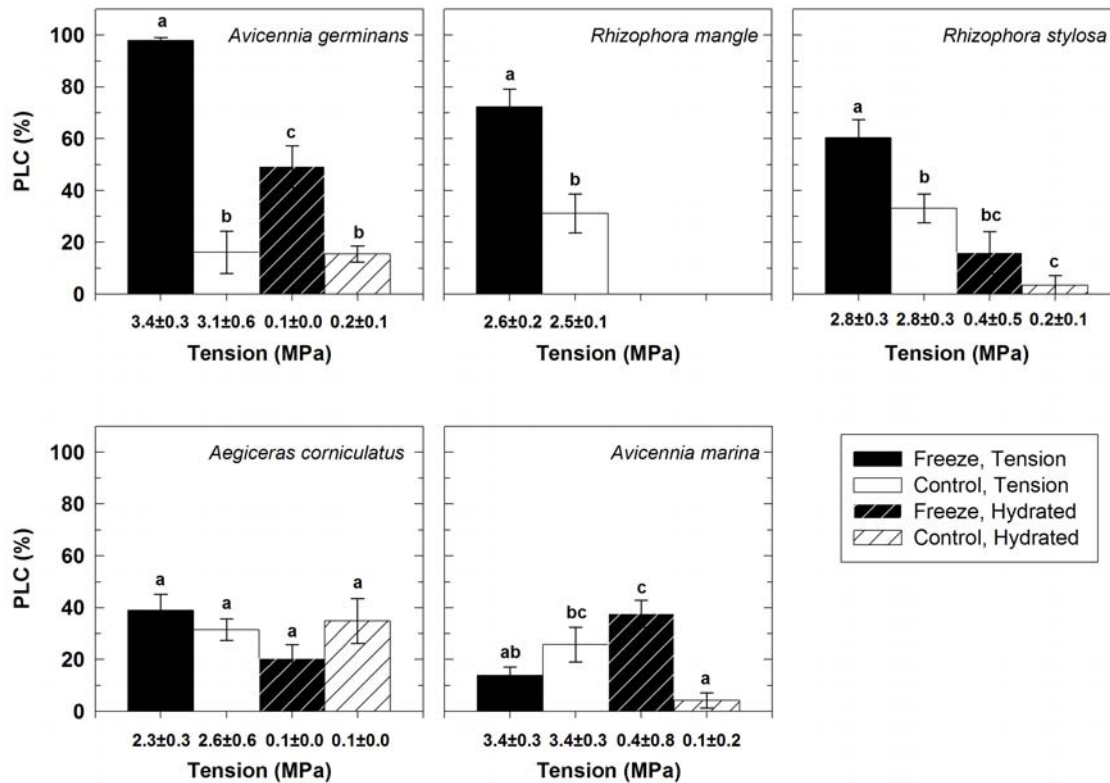 a
Avicennia germinans
a
Rhizophora mangle
a
Rhizophora stylosa
PLC (%)
100
80
60
40
20
0
b
c
b
b
b
bc
c
3.4±0.3 3.1±0.6 0.1±0.0 0.2±0.1
Tension (MPa)
2.6±0.2 2.5±0.1
Tension (MPa)
2.8±0.3 2.8±0.3 0.4±0.5 0.2±0.1
Tension (MPa)
Aegiceras corniculatus
Avicennia marina
PLC (%)
100
80
60
40
20
0
a
a
a
a
ab
bc
c
a
2.3±0.3 2.6±0.6 0.1±0.0 0.1±0.0
Tension (MPa)
3.4±0.3 3.4±0.3 0.4±0.8 0.1±0.2
Tension (MPa)
Freeze, Tension
Control, Tension
Freeze, Hydrated
Control, Hydrated